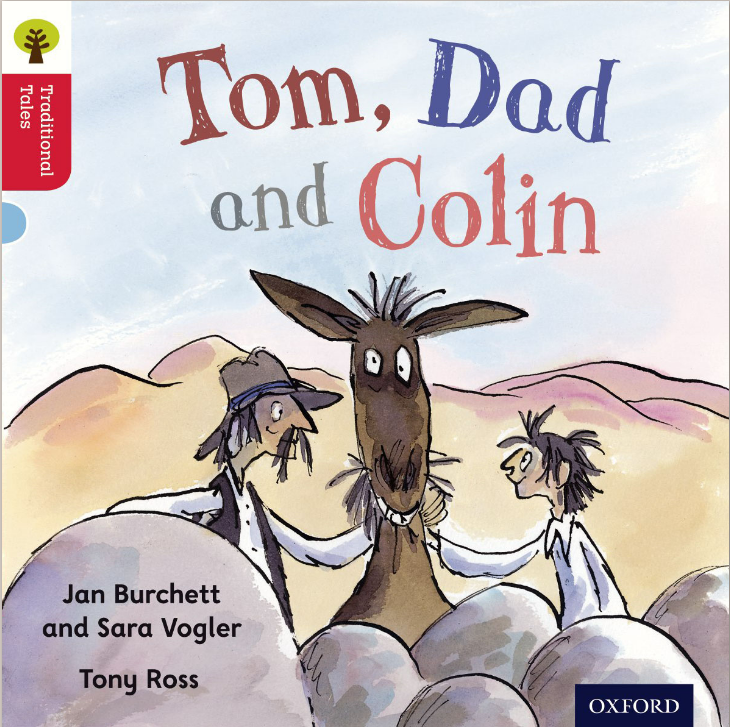 Traditional
Tales
Tom, Dad
and Colin
Jan Burchett
and Sara Vogler
Tony Ross
OXFORD